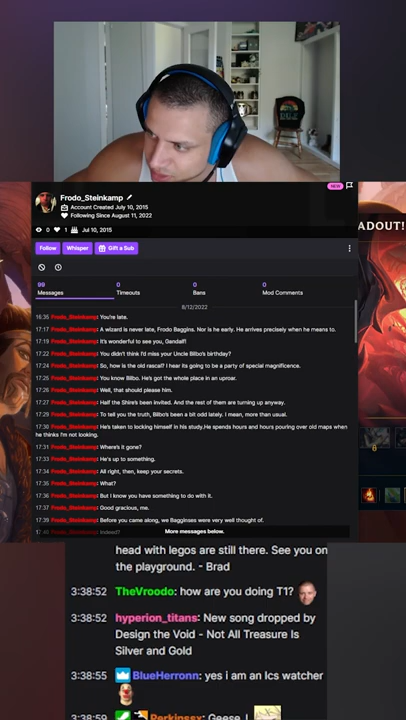 NEW
Frodo_Steinkamp
Account Created July 10, 2015
Following Since August 11, 2022
0 1 Jul 10, 2015
Follow Whisper Gift a Sub
99 0 0 0
Messages Timeouts Bans Mod Comments
8/12/2022
16:35 Frodo_Steinkamp: You're late.
17:17 Frodo_Steinkamp: A wizard is never late, Frodo Baggins. Nor is he early. He arrives precisely when he means to.
17:19 Frodo_Steinkamp: It's wonderful to see you, Gandalf!
17:22 Frodo_Steinkamp: You didn't think I'd miss your Uncle Bilbo's birthday?
17:24 Frodo_Steinkamp: So, how is the old rascal? I hear its going to be a party of special magnificence.
17:25 Frodo_Steinkamp: You know Bilbo. He's got the whole place in an uproar.
17:26 Frodo_Steinkamp: Well, that should please him.
17:27 Frodo_Steinkamp: Half the Shire's been invited. And the rest of them are turning up anyway.
17:29 Frodo_Steinkamp: To tell you the truth, Bilbo's been a bit odd lately. I mean, more than usual.
17:30 Frodo_Steinkamp: He's taken to locking himself in his study.He spends hours and hours pouring over old maps when
he thinks I'm not looking.
17:31 Frodo_Steinkamp: Where's it gone?
17:33 Frodo_Steinkamp: He's up to something.
17:34 Frodo_Steinkamp: All right, then, keep your secrets.
17:35 Frodo_Steinkamp: What?
17:36 Frodo_Steinkamp: But I know you have something to do with it.
17:37 Frodo_Steinkamp: Good gracious, me.
17:39 Frodo_Steinkamp: Before you came along, we Bagginses were very well thought of.
Frodo_Steinkamp: Indeed?
More messages below.
ADOUT!
head with legos are still there. See you on
the playground. - Brad
3:38:52 TheVroodo: how are you doing T1?
3:38:52 hyperion_titans: New song dropped by
Design the Void - Not All Treasure Is
Silver and Gold
3:38:55 BlueHerronn: yes i am an lcs watcher
3:38:59 Perkinssy: Geese !